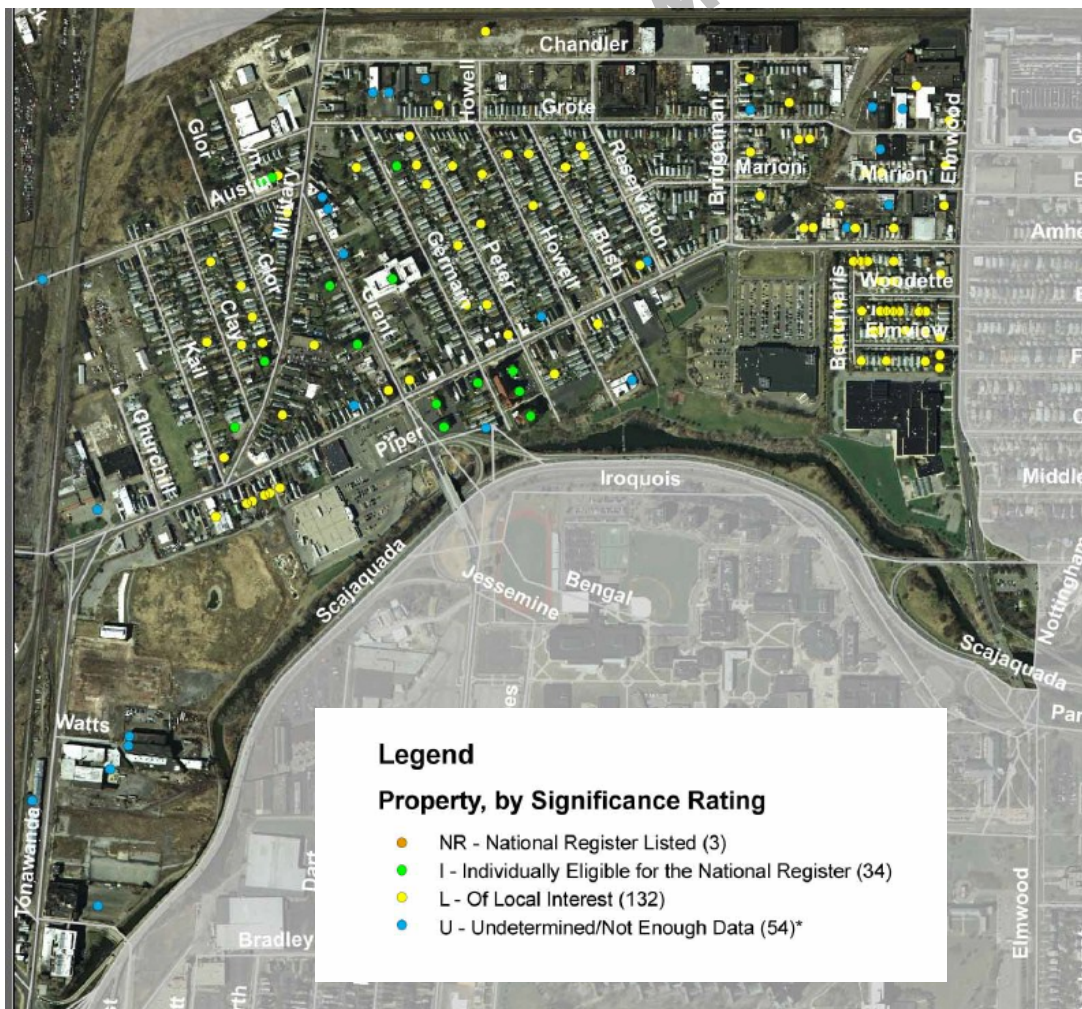 Chandler
Howell
Grote
Glor
Austin
Military
Bridgeman
Marion
Marion
Elmwood
Reservation
Amhe
Germain
Peter
Howell
Bush
Grant
Glor
Clay
Kail
Churchill
Woodette
Beaumaris
Elmview
Piper
Iroquois
Middle
Scajaquada
Jessemine
Bengal
Nottingham
Scajaquada
Par
Watts
Tonawanda
Dart
Bradley
Elmwood
Legend
Property, by Significance Rating
NR - National Register Listed (3)
I - Individually Eligible for the National Register (34)
L - Of Local Interest (132)
U - Undetermined/Not Enough Data (54)*